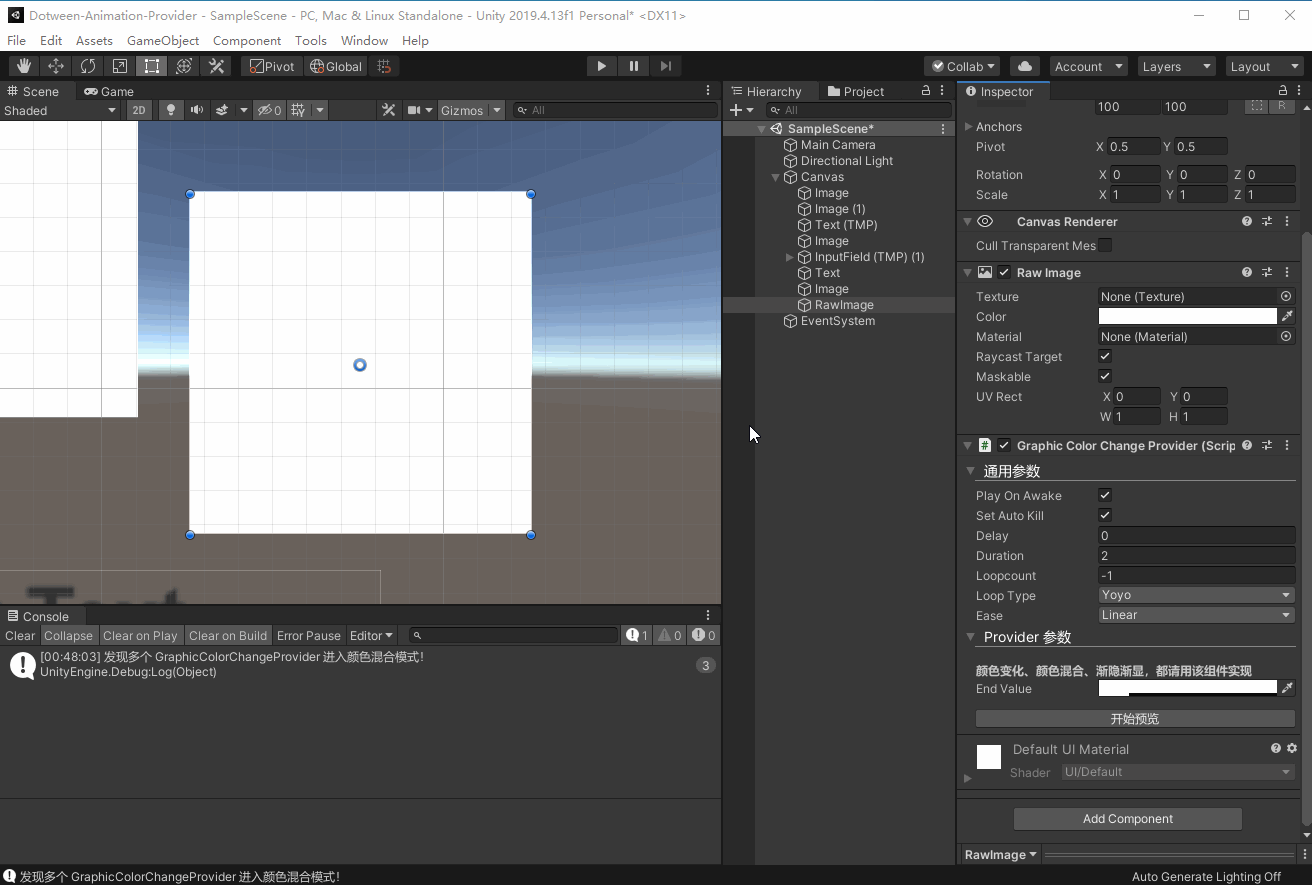 Dotween-Animation-Provider - SampleScene - PC, Mac & Linux Standalone - Unity 2019.4.13f1 Personal* <DX11>
File Edit Assets GameObject Component Tools Window Help
Pivot Global Collab Account Layers Layout
Scene Game
Shaded 2D 0 Gizmos All
Hierarchy Project
All
SampleScene*
Main Camera
Directional Light
Canvas
Image
Image (1)
Text (TMP)
Image
InputField (TMP) (1)
Text
Image
RawImage
EventSystem
Inspector
100 100 R
Anchors
Pivot X 0.5 Y 0.5
Rotation X 0 Y 0 Z 0
Scale X 1 Y 1 Z 1
Canvas Renderer
Cull Transparent Mes
Raw Image
Texture None (Texture)
Color
Material None (Material)
Raycast Target
Maskable
UV Rect X 0 Y 0
W 1 H 1
# Graphic Color Change Provider (Scrip
通用参数
Play On Awake
Set Auto Kill
Delay 0
Duration 2
Loopcount -1
Loop Type Yoyo
Ease Linear
Provider 参数
颜色变化、颜色混合、渐隐渐显，都请用该组件实现
End Value
开始预览
Default UI Material
Shader UI/Default
Add Component
RawImage
Console
Clear Collapse Clear on Play Clear on Build Error Pause Editor 1 0 0
[00:48:03] 发现多个 GraphicColorChangeProvider 进入颜色混合模式！
UnityEngine.Debug:Log(Object)
3
发现多个 GraphicColorChangeProvider 进入颜色混合模式！
Auto Generate Lighting Off